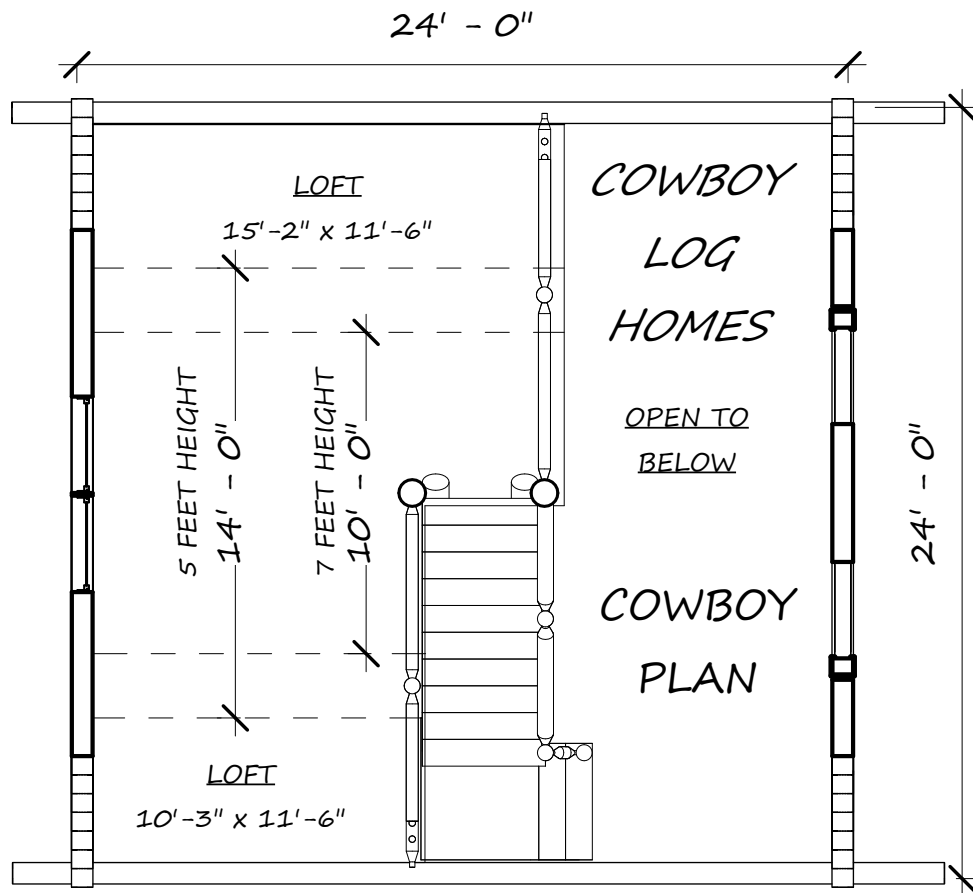 24' - 0"
LOFT
15'-2" x 11'-6"
COWBOY
LOG
HOMES
5 FEET HEIGHT
14' - 0"
7 FEET HEIGHT
10' - 0"
OPEN TO
BELOW
24' - 0"
COWBOY
PLAN
LOFT
10'-3" x 11'-6"